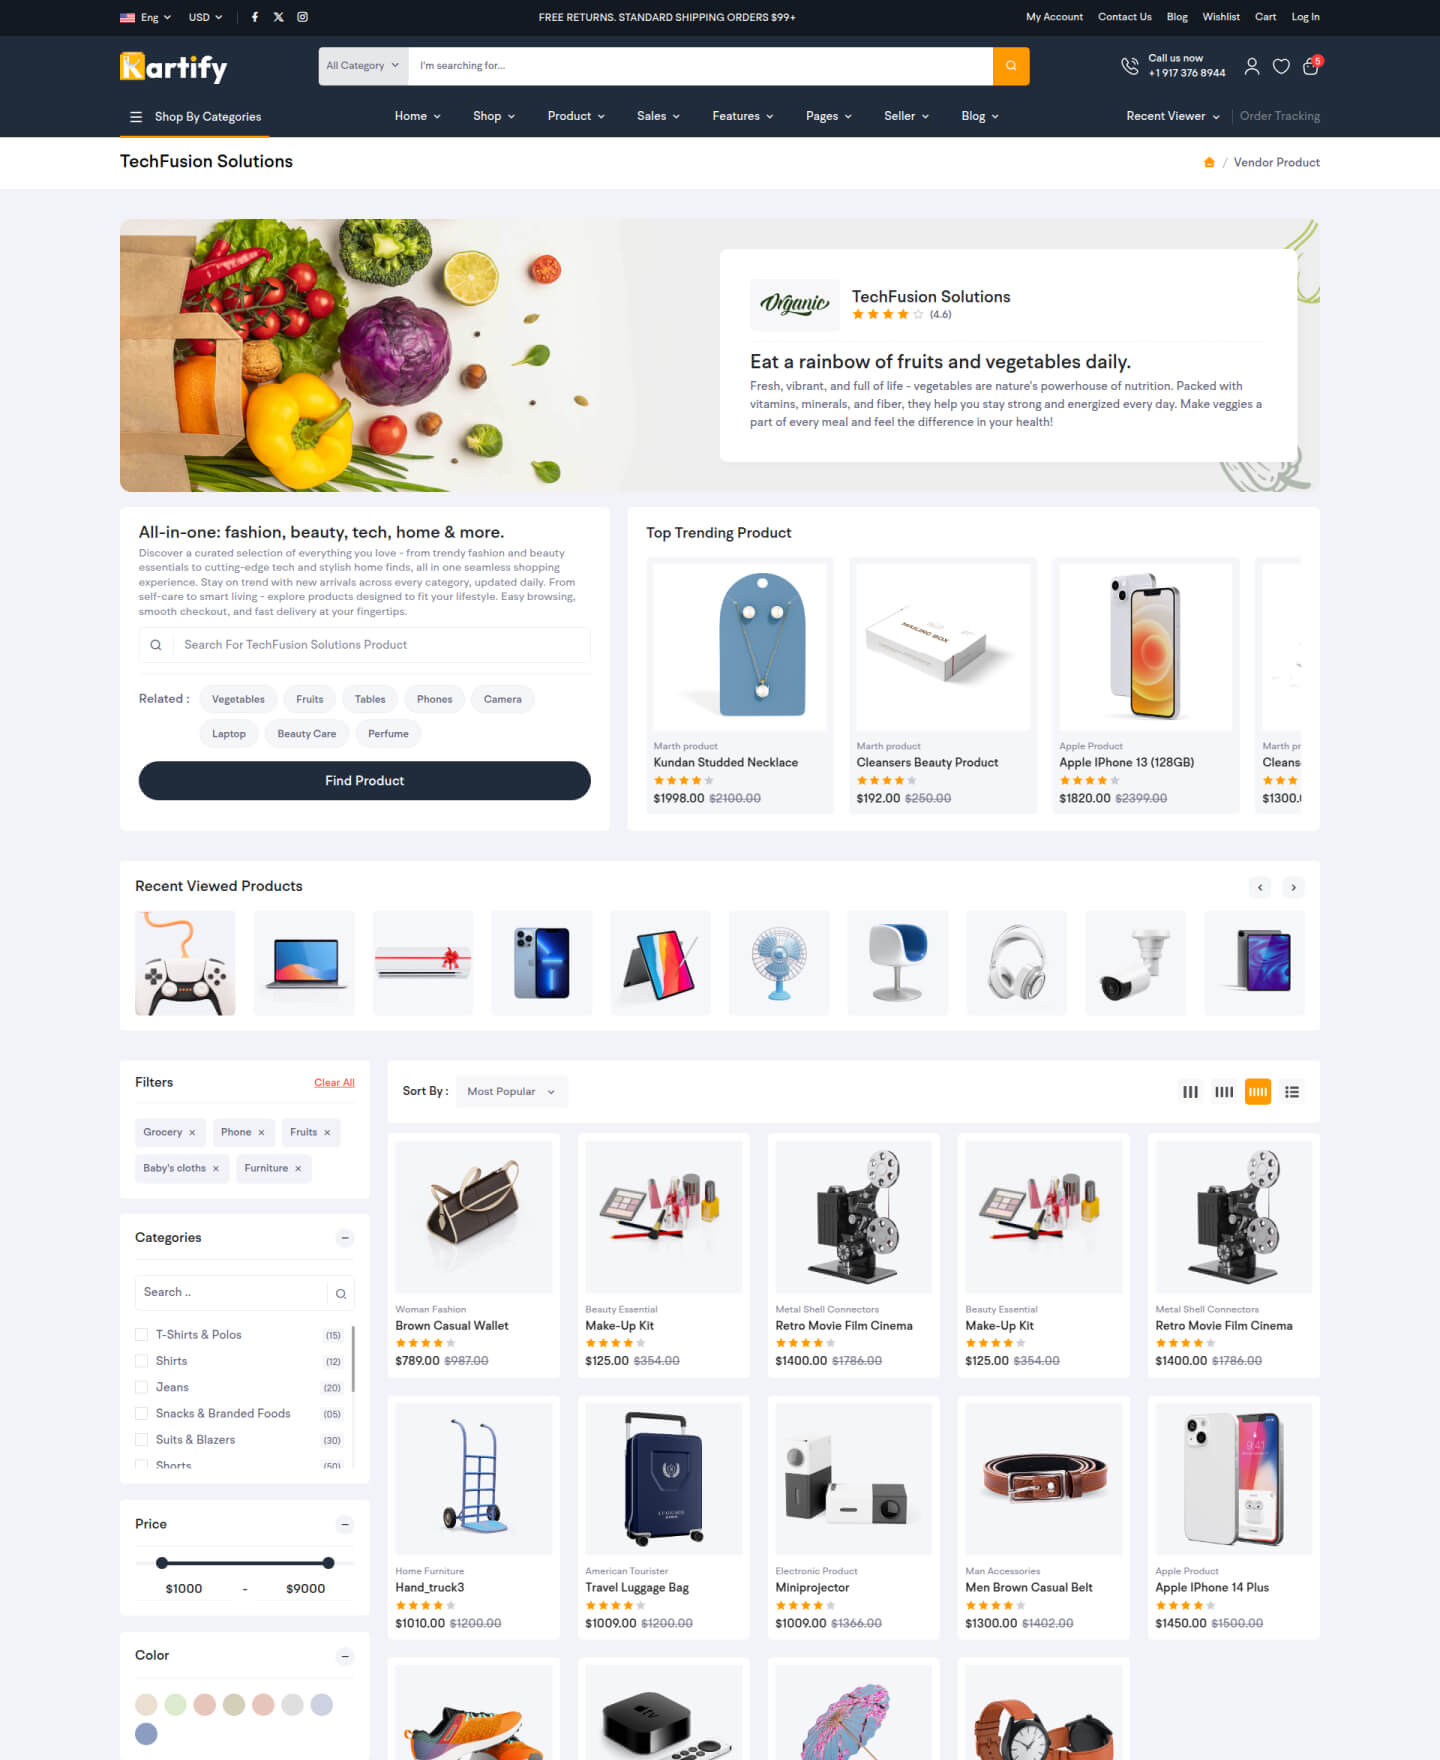 Eng USD FREE RETURNS. STANDARD SHIPPING ORDERS $99+ My Account Contact Us Blog Wishlist Cart Log In
Kartify All Category I'm searching for... Call us now
+1 917 376 8944 5
Shop By Categories Home Shop Product Sales Features Pages Seller Blog Recent Viewer Order Tracking
TechFusion Solutions / Vendor Product
Organic TechFusion Solutions
(4.6)
Eat a rainbow of fruits and vegetables daily.
Fresh, vibrant, and full of life - vegetables are nature's powerhouse of nutrition. Packed with
vitamins, minerals, and fiber, they help you stay strong and energized every day. Make veggies a
part of every meal and feel the difference in your health!
All-in-one: fashion, beauty, tech, home & more.
Discover a curated selection of everything you love - from trendy fashion and beauty
essentials to cutting-edge tech and stylish home finds, all in one seamless shopping
experience. Stay on trend with new arrivals across every category, updated daily. From
self-care to smart living - explore products designed to fit your lifestyle. Easy browsing,
smooth checkout, and fast delivery at your fingertips.
Search For TechFusion Solutions Product
Related : Vegetables Fruits Tables Phones Camera
Laptop Beauty Care Perfume
Find Product
Top Trending Product
MAILING BOX
Marth product Marth product Apple Product Marth pr
Kundan Studded Necklace Cleansers Beauty Product Apple IPhone 13 (128GB) Cleans
$1998.00 $2100.00 $192.00 $250.00 $1820.00 $2399.00 $1300.
Recent Viewed Products
Filters Clear All
Grocery × Phone × Fruits ×
Baby's cloths × Furniture ×
Categories
Search ..
T-Shirts & Polos (15)
Shirts (12)
Jeans (20)
Snacks & Branded Foods (05)
Suits & Blazers (30)
Shorts (50)
Price
$1000 - $9000
Color
Sort By : Most Popular
Woman Fashion Beauty Essential Metal Shell Connectors Beauty Essential Metal Shell Connectors
Brown Casual Wallet Make-Up Kit Retro Movie Film Cinema Make-Up Kit Retro Movie Film Cinema
$789.00 $987.00 $125.00 $354.00 $1400.00 $1786.00 $125.00 $354.00 $1400.00 $1786.00
LUGGAGE 9:41
Home Furniture American Tourister Electronic Product Man Accessories Apple Product
Hand_truck3 Travel Luggage Bag Miniprojector Men Brown Casual Belt Apple IPhone 14 Plus
$1010.00 $1200.00 $1009.00 $1200.00 $1009.00 $1366.00 $1300.00 $1402.00 $1450.00 $1500.00
tv